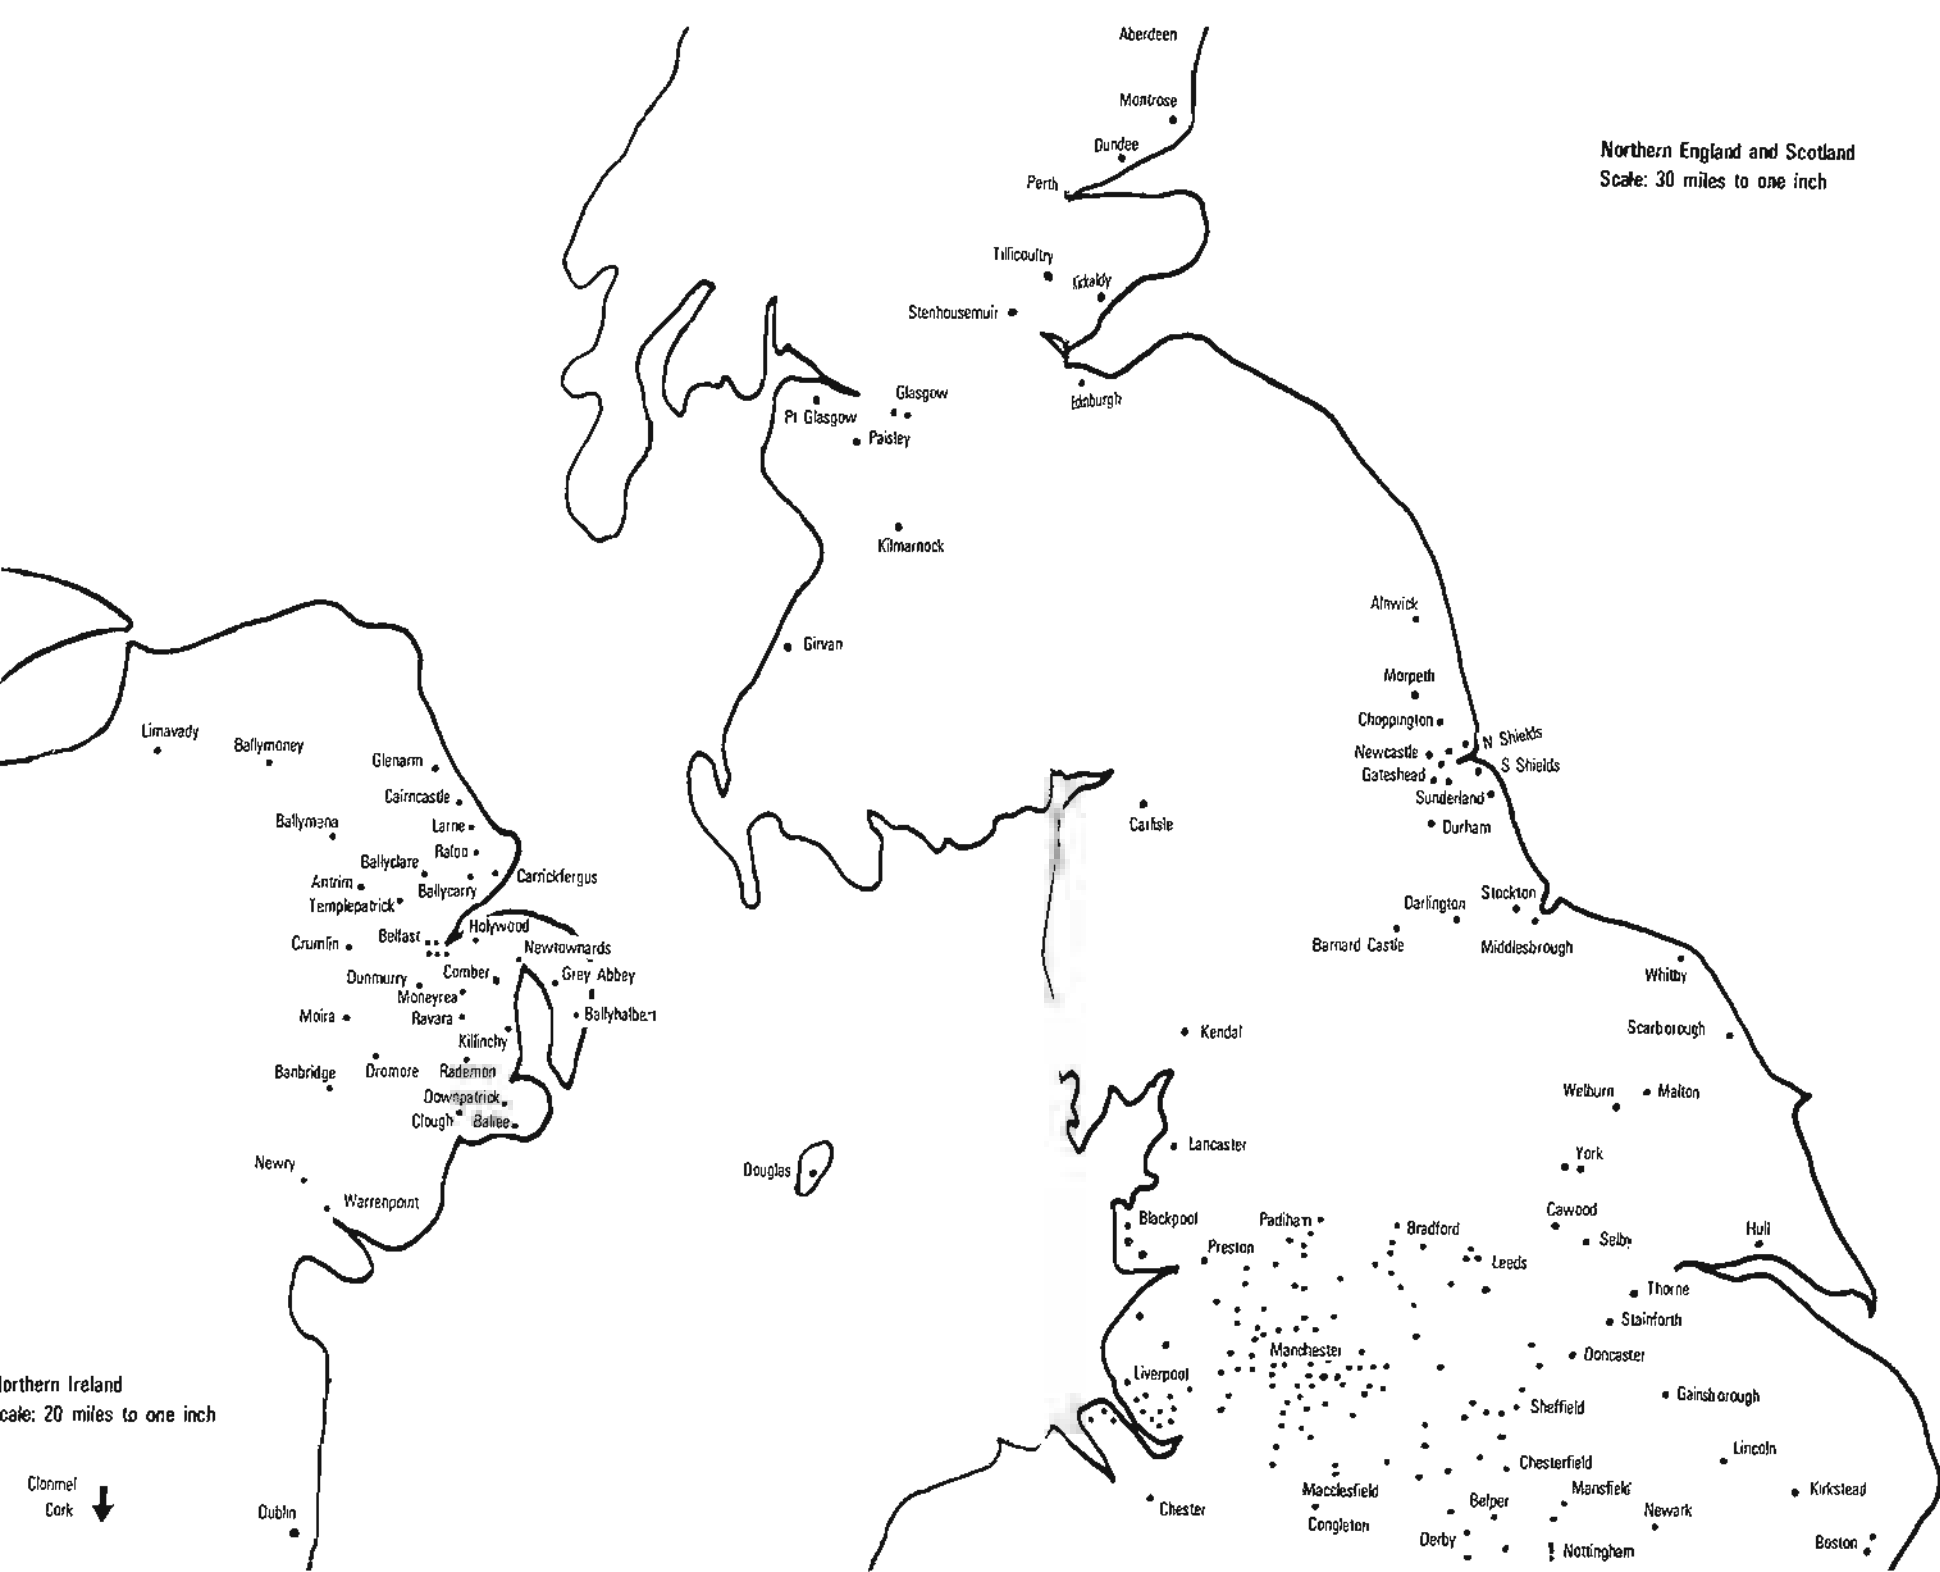 Aberdeen
Montrose
Northern England and Scotland
Scale: 30 miles to one inch
Dundee
Perth
Tillicoultry
Kirkaldy
Stenhousemuir
Glasgow
Edinburgh
Pt Glasgow
Paisley
Kilmarnock
Alnwick
Girvan
Morpeth
Choppington
N Shields
Newcastle
S Shields
Gateshead
Sunderland
Durham
Carlisle
Limavady
Ballymoney
Glenarm
Cairncastle
Ballymena
Larne
Raloo
Ballyclare
Carrickfergus
Antrim
Ballycarry
Templepatrick
Holywood
Belfast
Crumlin
Newtownards
Comber
Grey Abbey
Dunmurry
Moneyrea
Moira
Ravara
Ballyhalbert
Killinchy
Banbridge
Dromore
Rademon
Downpatrick
Clough
Balee
Newry
Warrenpoint
Stockton
Darlington
Barnard Castle
Middlesbrough
Whitby
Scarborough
Kendal
Welburn
Malton
Lancaster
York
Douglas
Cawood
Blackpool
Padiham
Bradford
Selby
Hull
Preston
Leeds
Thorne
Stainforth
Manchester
Doncaster
Liverpool
Gainsborough
Sheffield
Lincoln
Chesterfield
Macclesfield
Mansfield
Kirkstead
Chester
Belper
Newark
Congleton
Derby
Nottingham
Boston
orthern Ireland
cale: 20 miles to one inch
Clonmel
Cork
Dublin